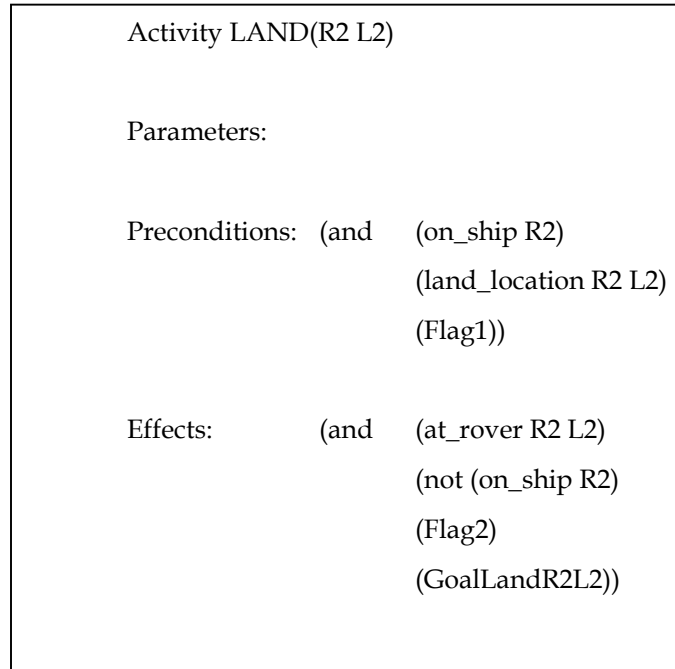 Activity LAND(R2 L2)
Parameters:
Preconditions: (and (on_ship R2)
(land_location R2 L2)
(Flag1))
Effects: (and (at_rover R2 L2)
(not (on_ship R2)
(Flag2)
(GoalLandR2L2))